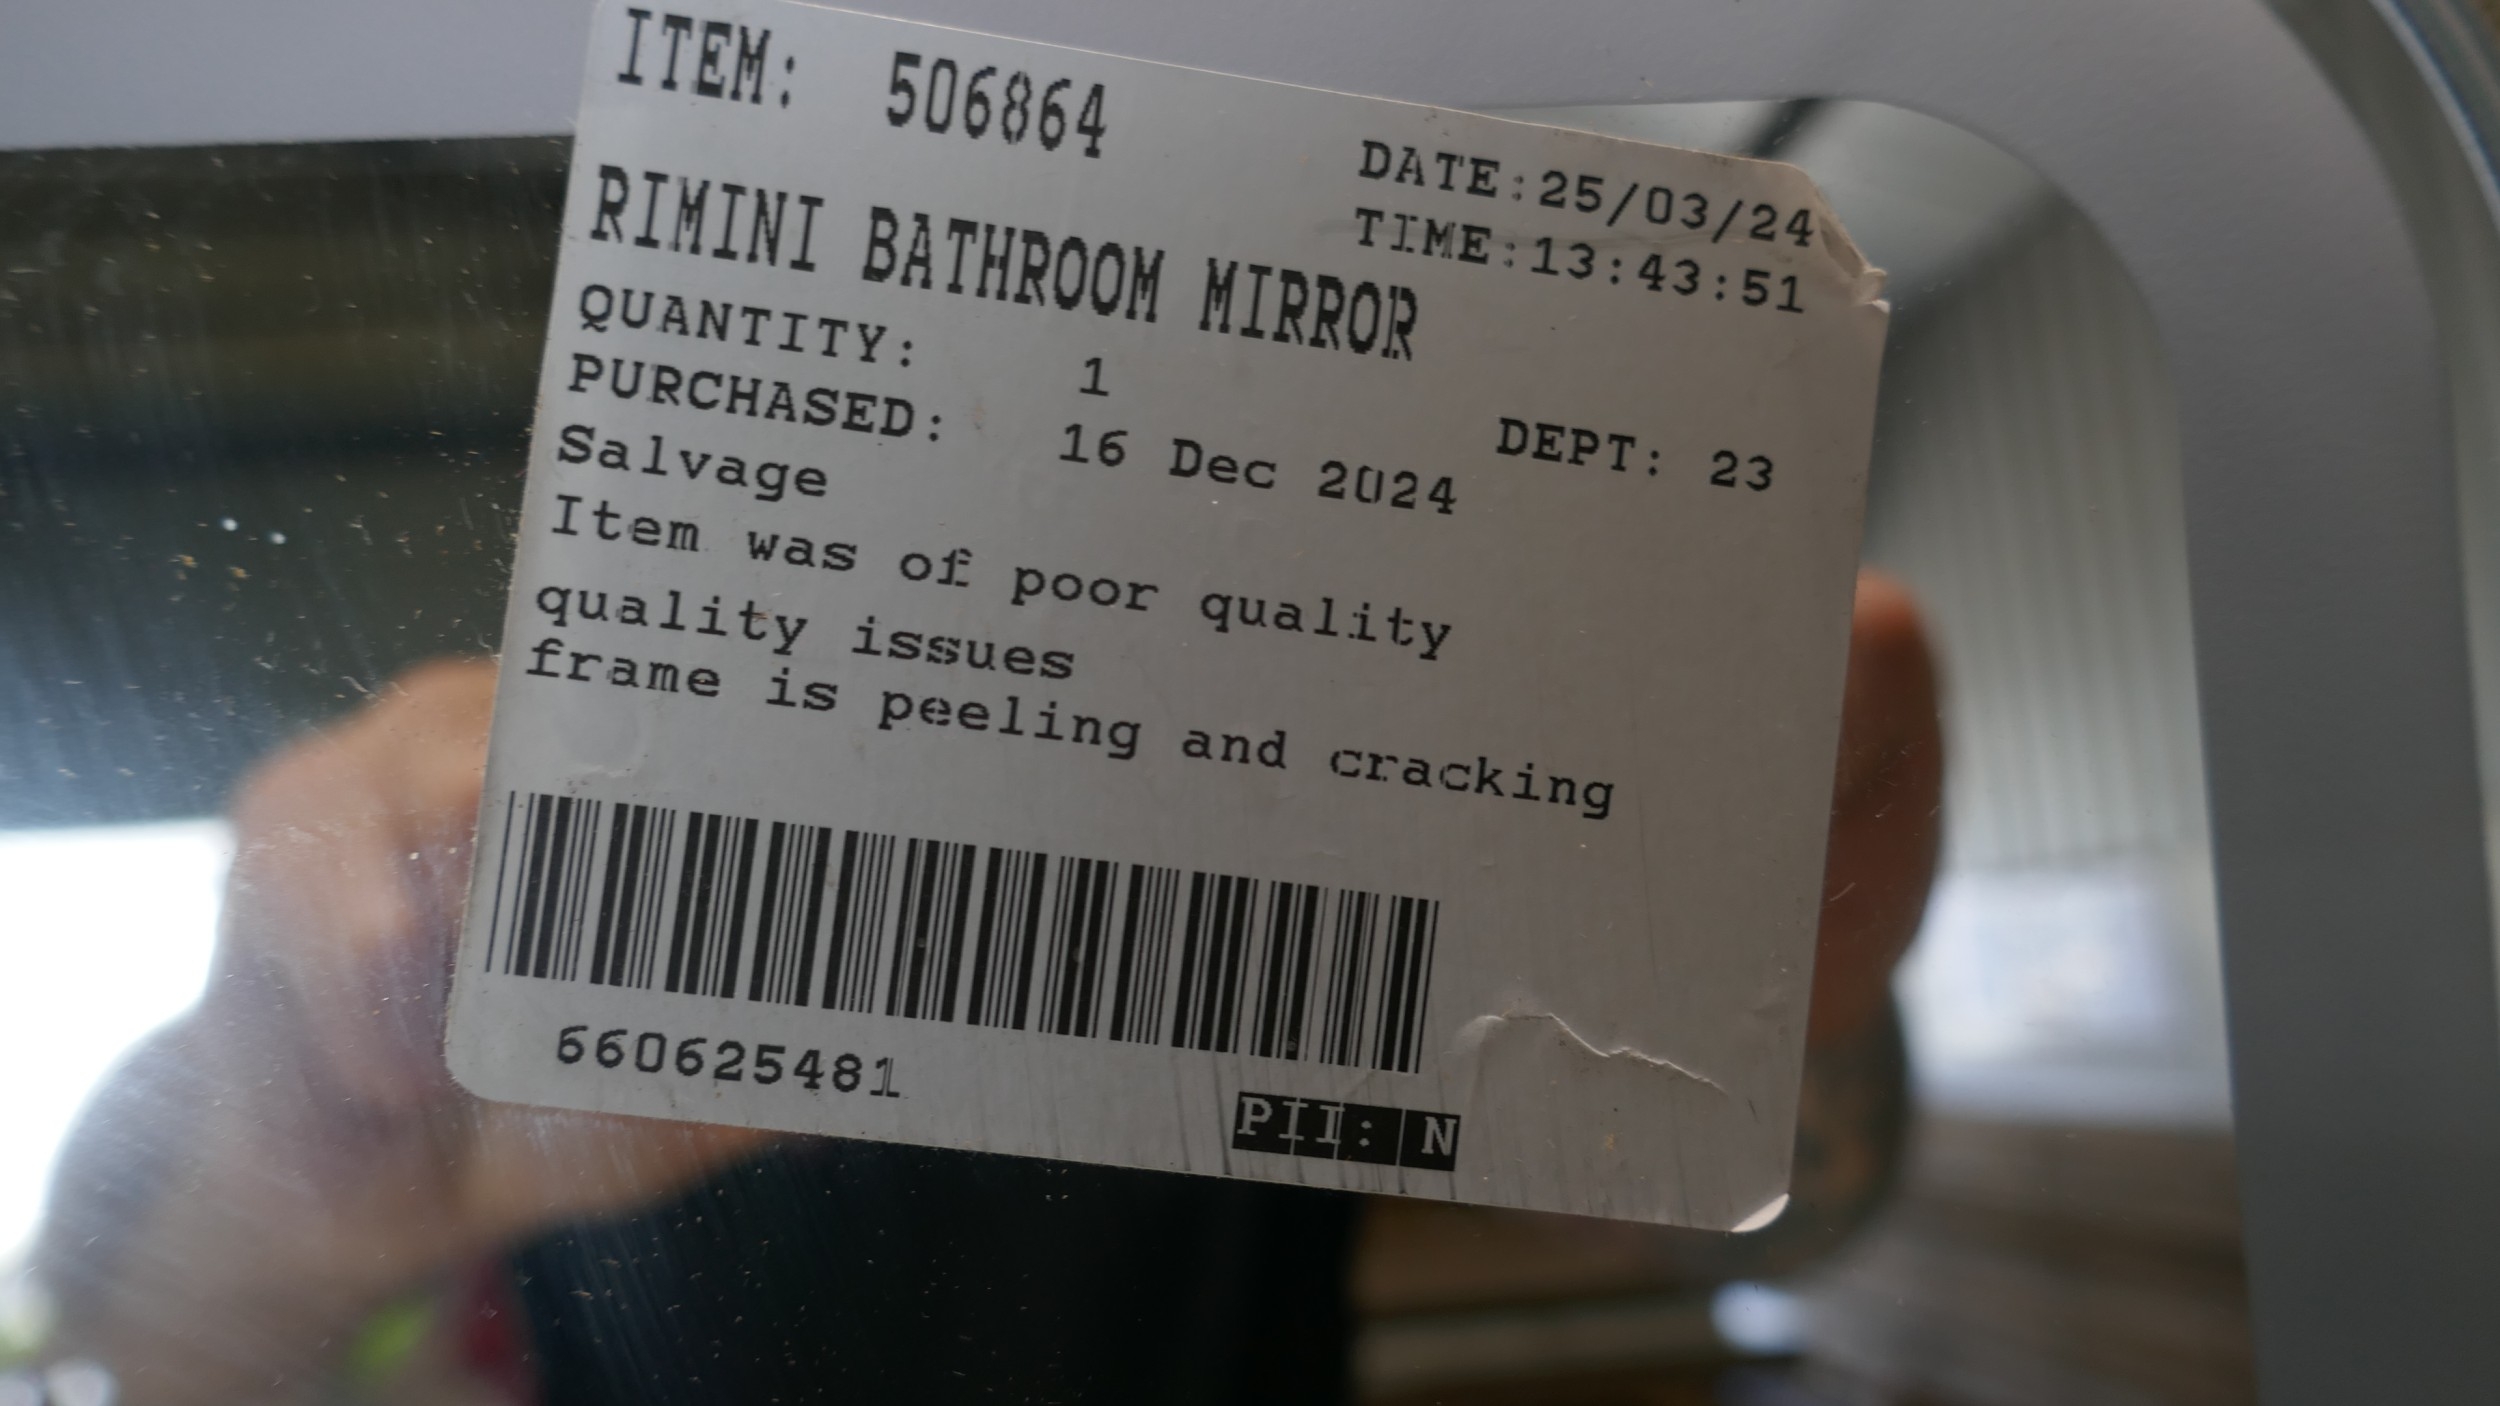 ITEM: 506864
DATE:25/03/24
TIME:13:43:51
RIMINI BATHROOM MIRROR
QUANTITY: 1
DEPT: 23
PURCHASED: 16 Dec 2024
Salvage
Item was of poor quality
quality issues
frame is peeling and cracking
660625481
PII: N